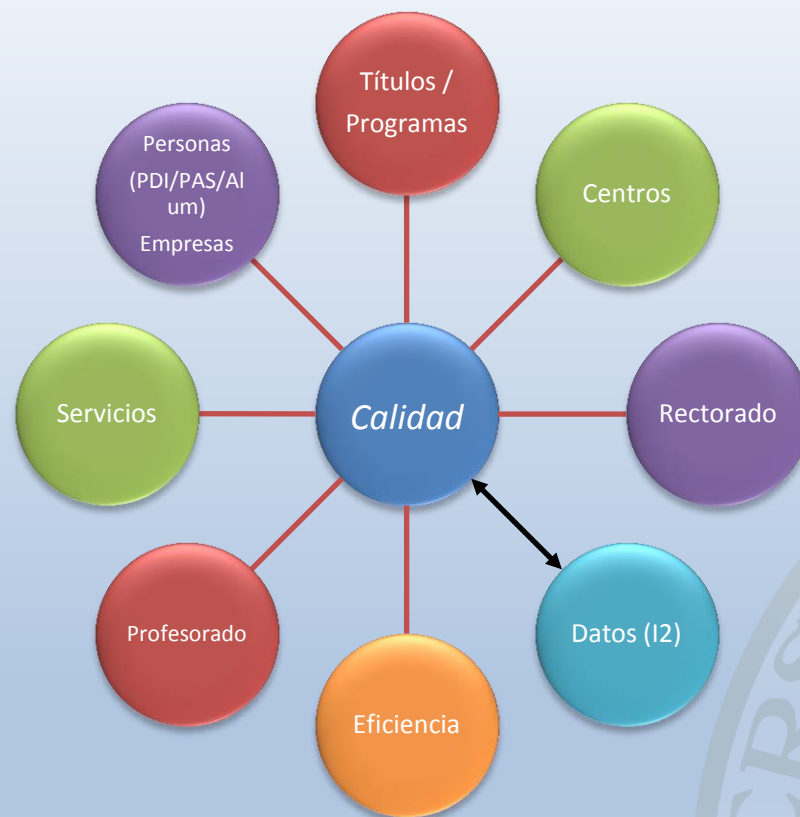 Títulos /
Programas
Personas
(PDI/PAS/Al
um)
Empresas
Centros
Servicios
Calidad
Rectorado
Profesorado
Datos (I2)
Eficiencia